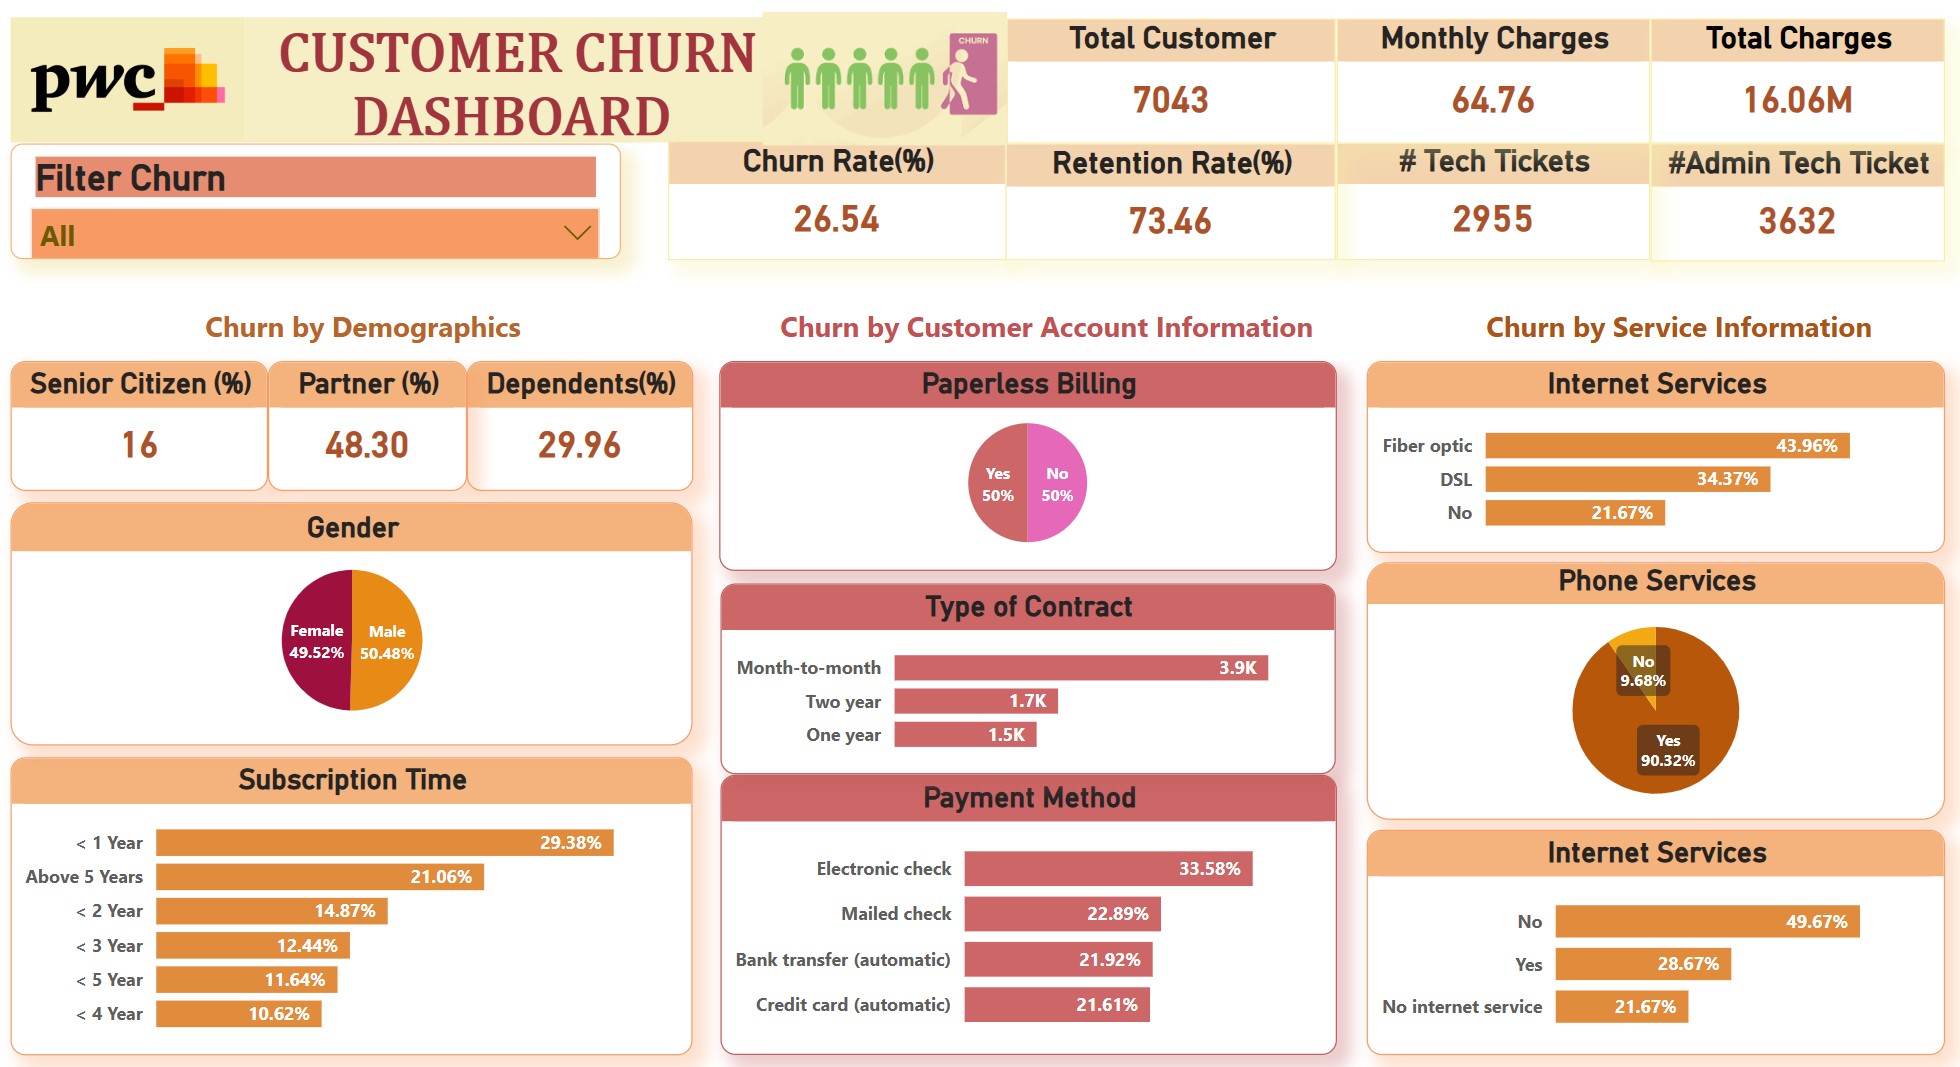 pwc
CUSTOMER CHURN
DASHBOARD
CHURN
Total Customer
7043
Monthly Charges
64.76
Total Charges
16.06M
Filter Churn
All
Churn Rate(%)
26.54
Retention Rate(%)
73.46
# Tech Tickets
2955
#Admin Tech Ticket
3632
Churn by Demographics
Senior Citizen (%)
16
Partner (%)
48.30
Dependents(%)
29.96
Gender
Female
49.52%
Male
50.48%
Subscription Time
< 1 Year 29.38%
Above 5 Years 21.06%
< 2 Year 14.87%
< 3 Year 12.44%
< 5 Year 11.64%
< 4 Year 10.62%
Churn by Customer Account Information
Paperless Billing
Yes
50%
No
50%
Type of Contract
Month-to-month 3.9K
Two year 1.7K
One year 1.5K
Payment Method
Electronic check 33.58%
Mailed check 22.89%
Bank transfer (automatic) 21.92%
Credit card (automatic) 21.61%
Churn by Service Information
Internet Services
Fiber optic 43.96%
DSL 34.37%
No 21.67%
Phone Services
No
9.68%
Yes
90.32%
Internet Services
No 49.67%
Yes 28.67%
No internet service 21.67%